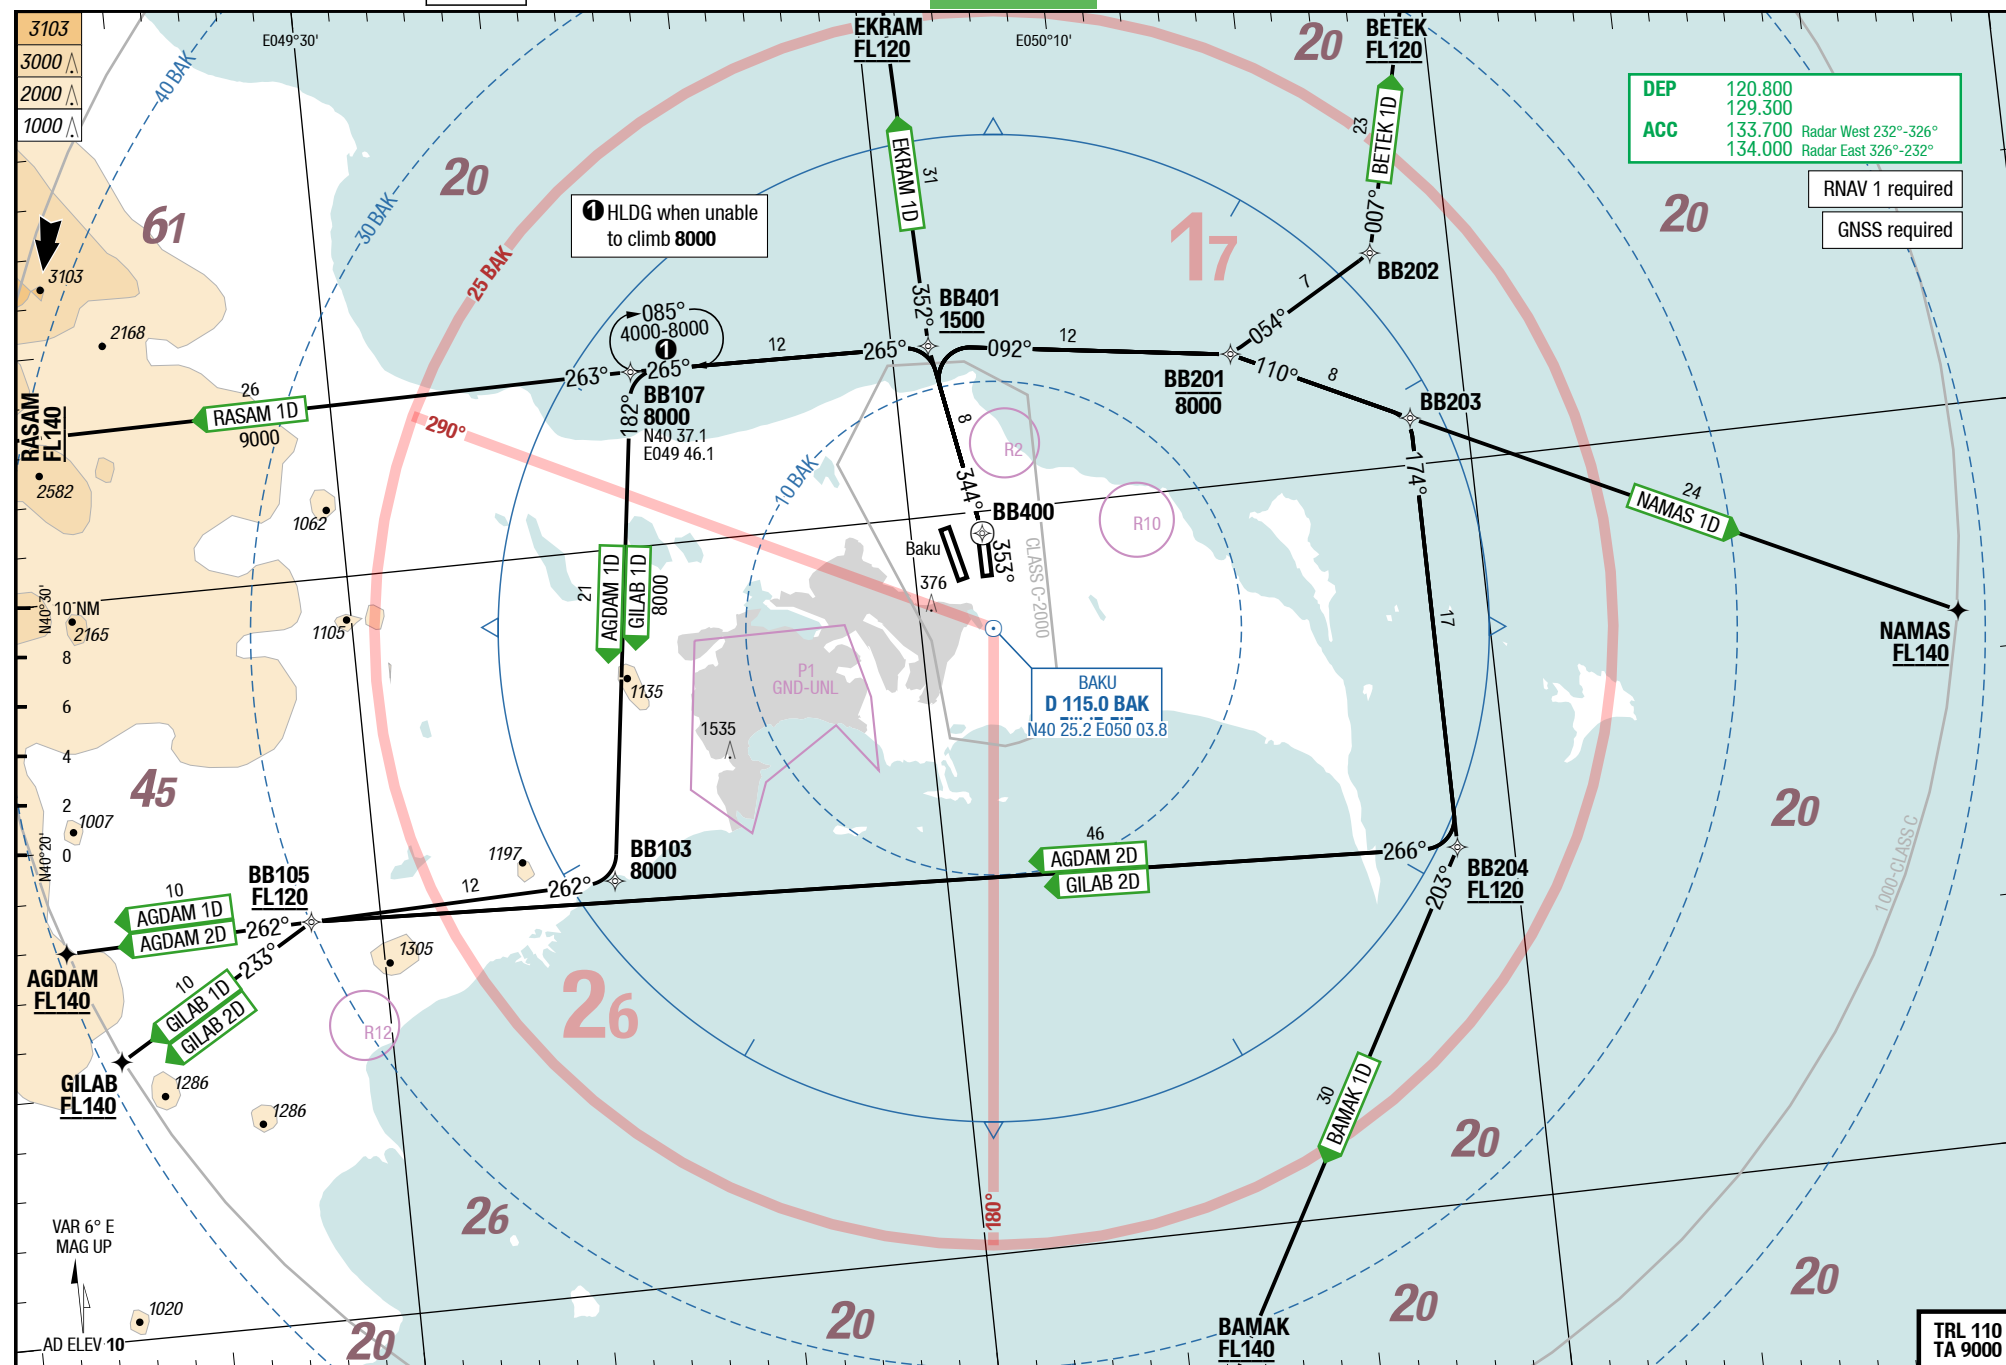 3103
3000
2000
1000
E049°30'
40 BAK
EKRAM
FL120
E050°10'
20
BETEK
FL120
DEP 120.800
129.300
ACC 133.700 Radar West 232°-326°
134.000 Radar East 326°-232°
RNAV 1 required
GNSS required
20
61
30 BAK
25 BAK
1 HLDG when unable
to climb 8000
EKRAM 1D
31
352°
23
BETEK 1D
007°
17
20
3103
2168
BB202
7
054°
085°
4000-8000
1
265°
12
265°
BB401
1500
092°
12
BB201
8000
110°
8
BB203
RASAM
FL140
26
RASAM 1D
9000
263°
BB107
8000
N40 37.1
E049 46.1
182°
290°
2582
1062
8
344°
R2
10 BAK
BB400
353°
Baku
R10
CLASS C-2000
174°
24
NAMAS 1D
NAMAS
FL140
N40°30'
10 NM
8
6
4
2
0
2165
1105
21
AGDAM 1D
GILAB 1D
8000
376
17
P1
GND-UNL
BAKU
D 115.0 BAK
N40 25.2 E050 03.8
1135
1535
45
1007
N40°20'
20
1000-CLASS C
1197
BB103
8000
46
AGDAM 2D
GILAB 2D
266°
BB204
FL120
203°
BB105
FL120
12
262°
10
AGDAM 1D
AGDAM 2D
262°
233°
AGDAM
FL140
10
GILAB 1D
GILAB 2D
1305
R12
26
GILAB
FL140
1286
1286
30
BAMAK 1D
20
180°
26
VAR 6° E
MAG UP
1020
AD ELEV 10
20
20
BAMAK
FL140
20
20
TRL 110
TA 9000